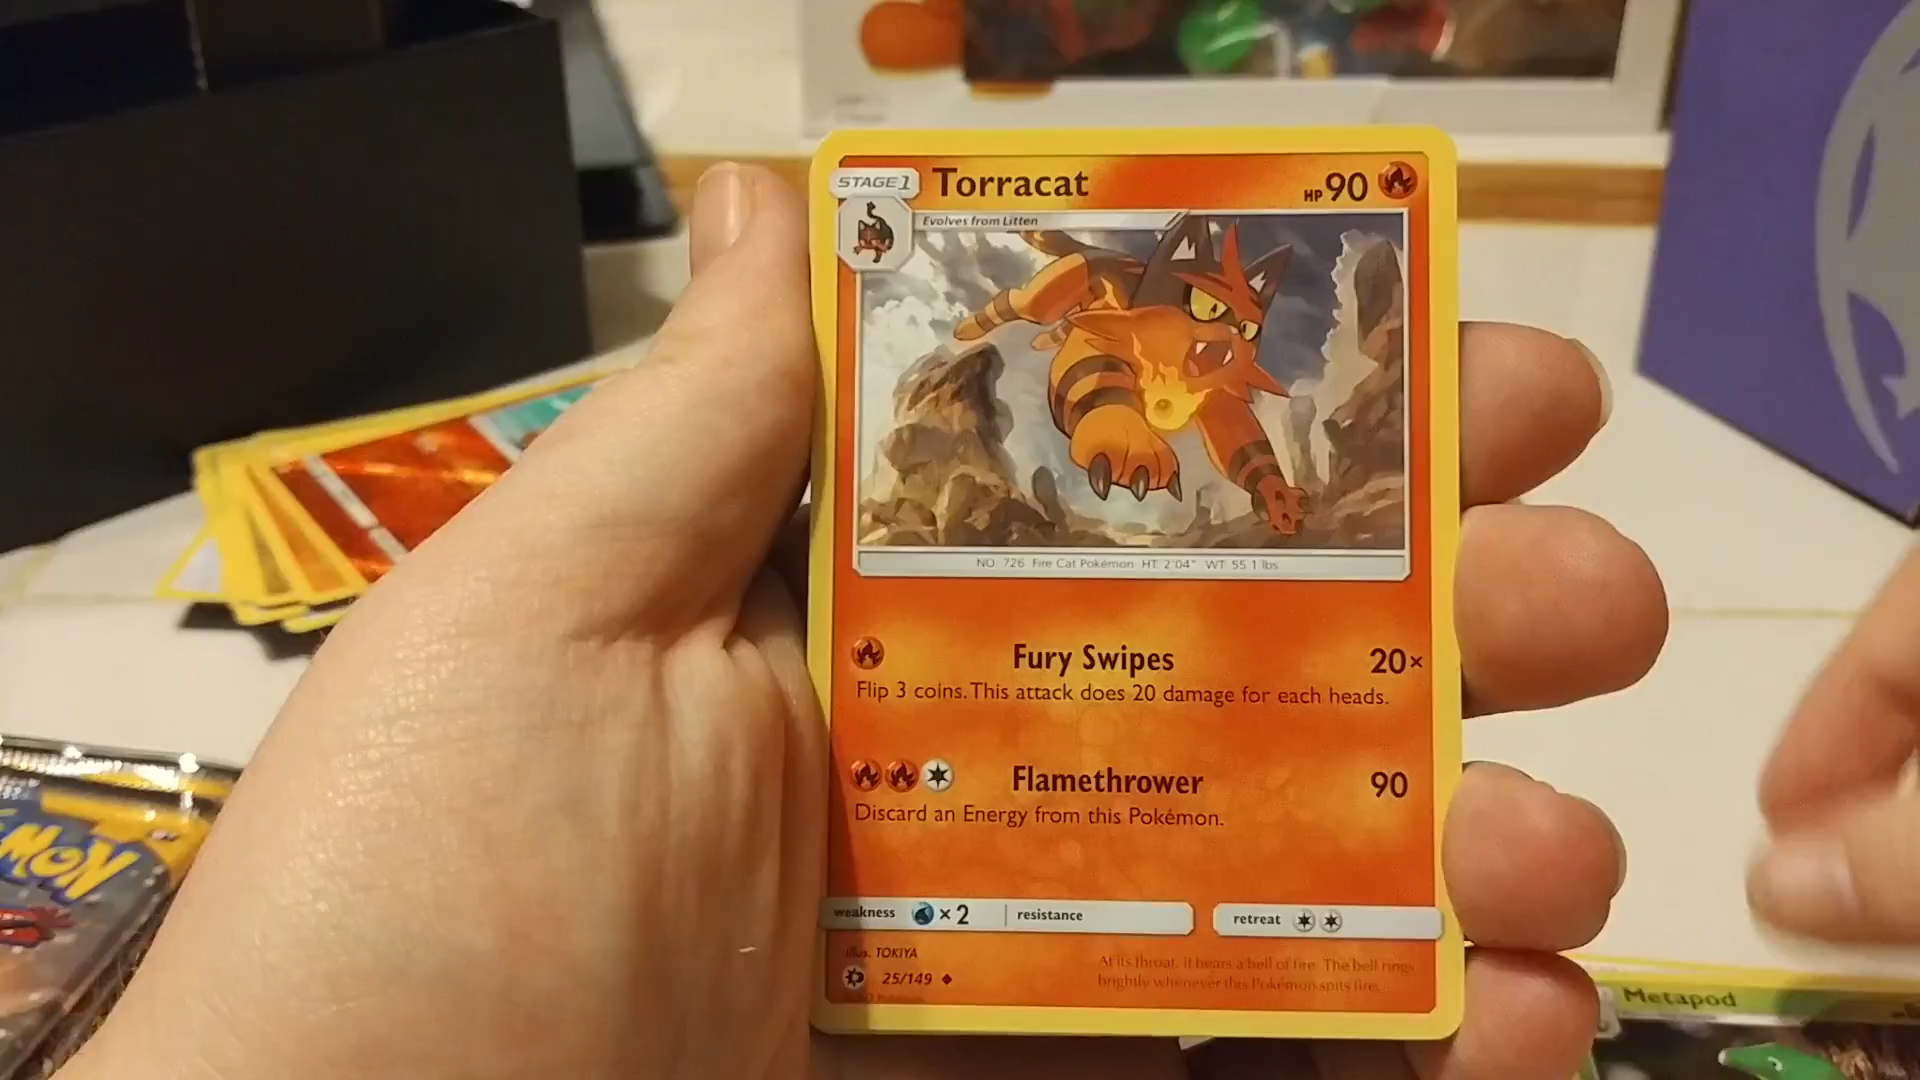 STAGE 1
Torracat
HP 90
Evolves from Litten
NO. 726 Fire Cat Pokémon HT: 2'04" WT: 55.1 lbs
Fury Swipes 20×
Flip 3 coins. This attack does 20 damage for each heads.
Flamethrower 90
Discard an Energy from this Pokémon.
weakness ×2 resistance
retreat
illus. TOKIYA
25/149
At its throat, it bears a bell of fire. The bell rings
brightly whenever this Pokémon spits fire.
Metapod